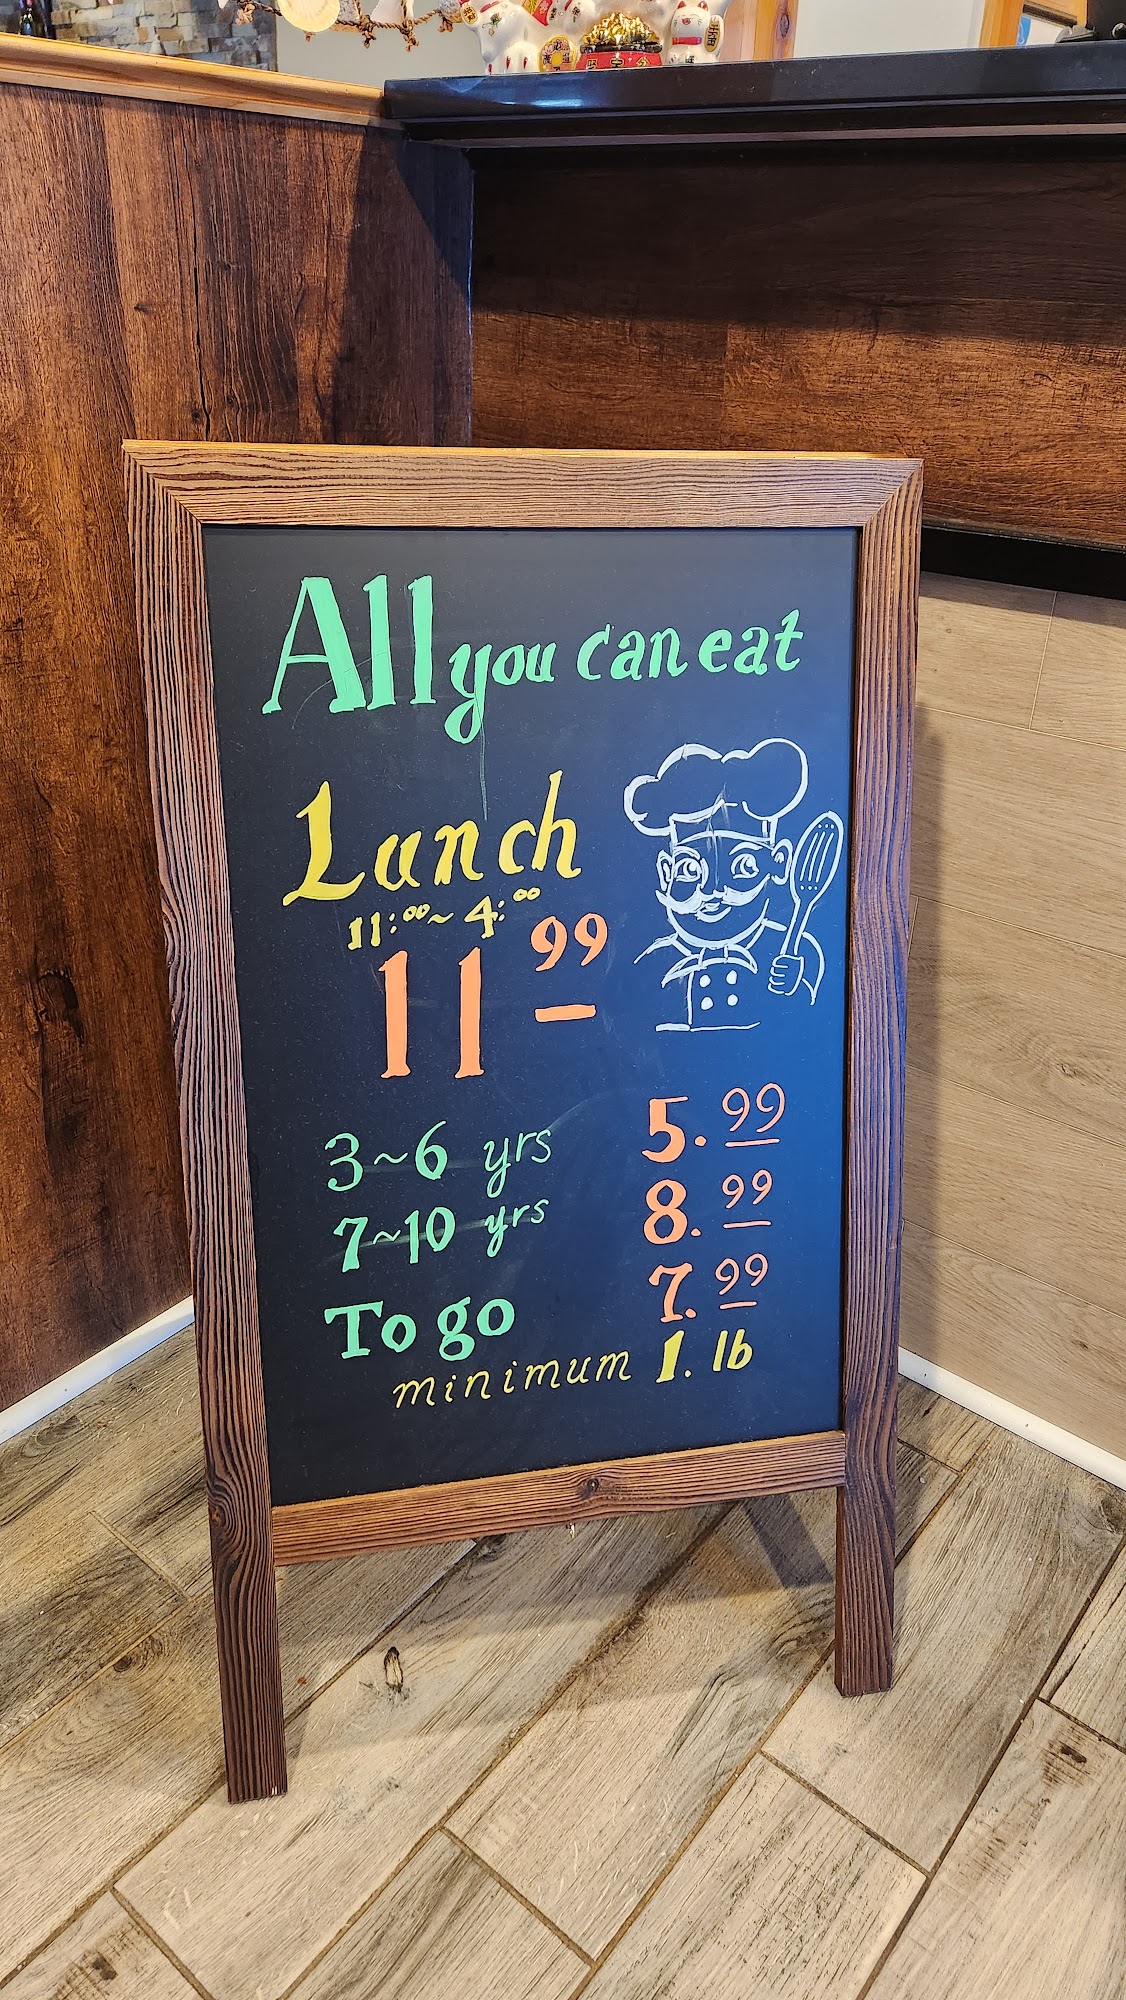 All you can eat
Lunch
11:00~4:00
11 99
3~6 yrs 5.99
7~10 yrs 8.99
To go 7.99
minimum 1. lb